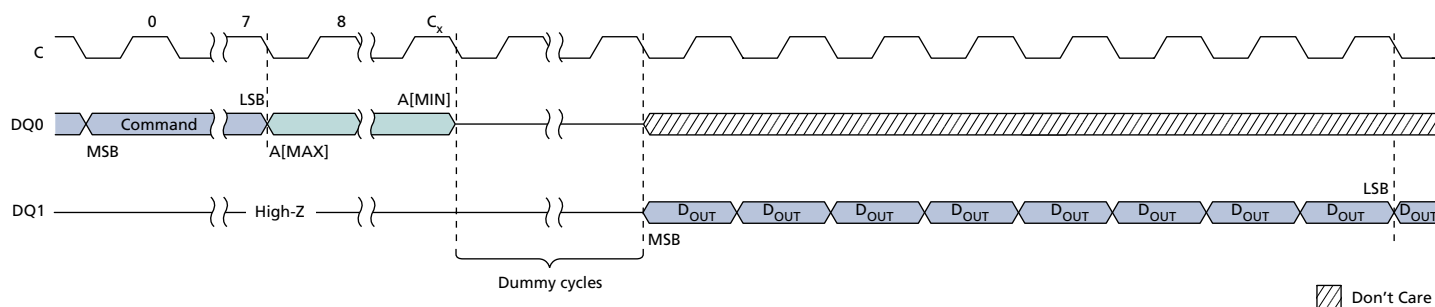 0 7 8 Cx
C
LSB A[MIN]
DQ0 Command
MSB A[MAX]
LSB
DQ1 High-Z DOUT DOUT DOUT DOUT DOUT DOUT DOUT DOUT DOUT
MSB
Dummy cycles
Don't Care